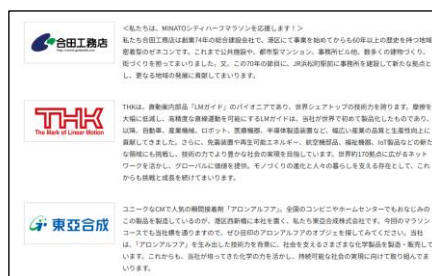 合田工務店
<私たちは、MINATOシティハーフマラソンを応援します!>
私たち合田工務店は創業74年の総合建設会社で、港区にて事業を始めてからも60年以上の歴史を持つ地域
密着型のゼネコンです。これまで公共施設や、都市型マンション、事務所ビル他、数多くの建物づくり、
街づくりを担ってまいりました。又、この70年の節目に、JR浜松町駅前に事務所を建設して新たな拠点と
し、更なる地域の発展に貢献してまいります。
THK
The Mark of Linear Motion
THKは、直動案内部品「LMガイド」のパイオニアであり、世界シェアトップの技術力を誇ります。摩擦を
大幅に低減し、高精度な直線運動を可能にするLMガイドは、当社が世界で初めて製品化したものであり、
以降、自動車、産業機械、ロボット、医療機器、半導体製造装置など、幅広い産業の品質と生産性向上に
貢献してきました。さらに、免震装置や再生可能エネルギー、航空機部品、福祉機器、IoT製品などの新た
な領域にも挑戦し、技術の力でより豊かな社会の実現を目指しています。世界約170拠点に広がるネット
ワークを活かし、グローバルに価値を提供。モノづくりの進化と人々の暮らしを支える存在として、これ
からも挑戦と成長を続けてまいります。
東亞合成
ユニークなCMで人気の瞬間接着剤「アロンアルフア」。全国のコンビニやホームセンターでもおなじみの
この製品を製造しているのが、港区西新橋に本社を置く、私たち東亞合成株式会社です。今回のマラソン
コースでも当社横を通りますので、ぜひ目印のアロンアルフアのオブジェを探してみてください。当社
は、「アロンアルフア」を生み出した技術力を背景に、社会を支えるさまざまな化学製品を製造・販売して
います。これからも、当社が培ってきた化学の力を活かし、持続可能な社会の実現に向けて取り組んでま
いります。